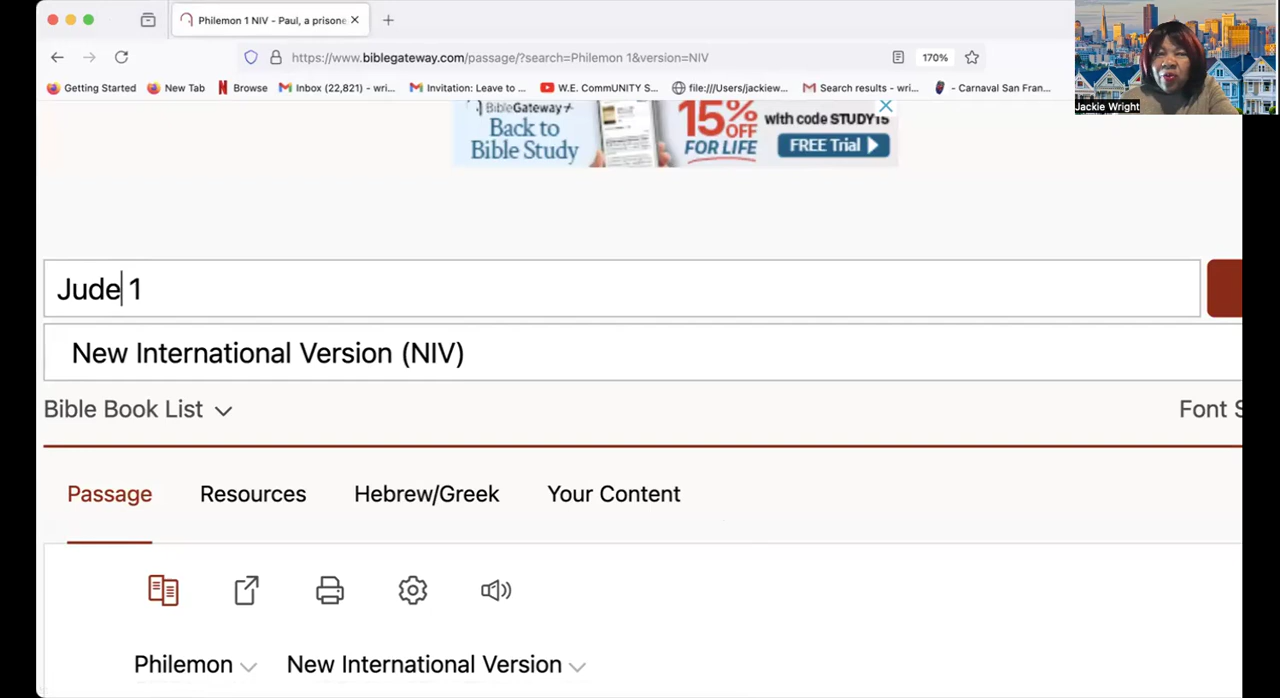 Philemon 1 NIV - Paul, a prisone
https://www.biblegateway.com/passage/?search=Philemon 1&version=NIV
170%
Getting Started
New Tab
Browse
Inbox (22,821) - wri...
Invitation: Leave to ...
W.E. CommUNITY S...
file:///Users/jackiew...
Search results - wri...
- Carnaval San Fran...
Jackie Wright
BibleGateway+
Back to
Bible Study
15%
OFF
FOR LIFE
with code STUDY15
FREE Trial
Jude 1
New International Version (NIV)
Bible Book List
Font S
Passage
Resources
Hebrew/Greek
Your Content
Philemon
New International Version